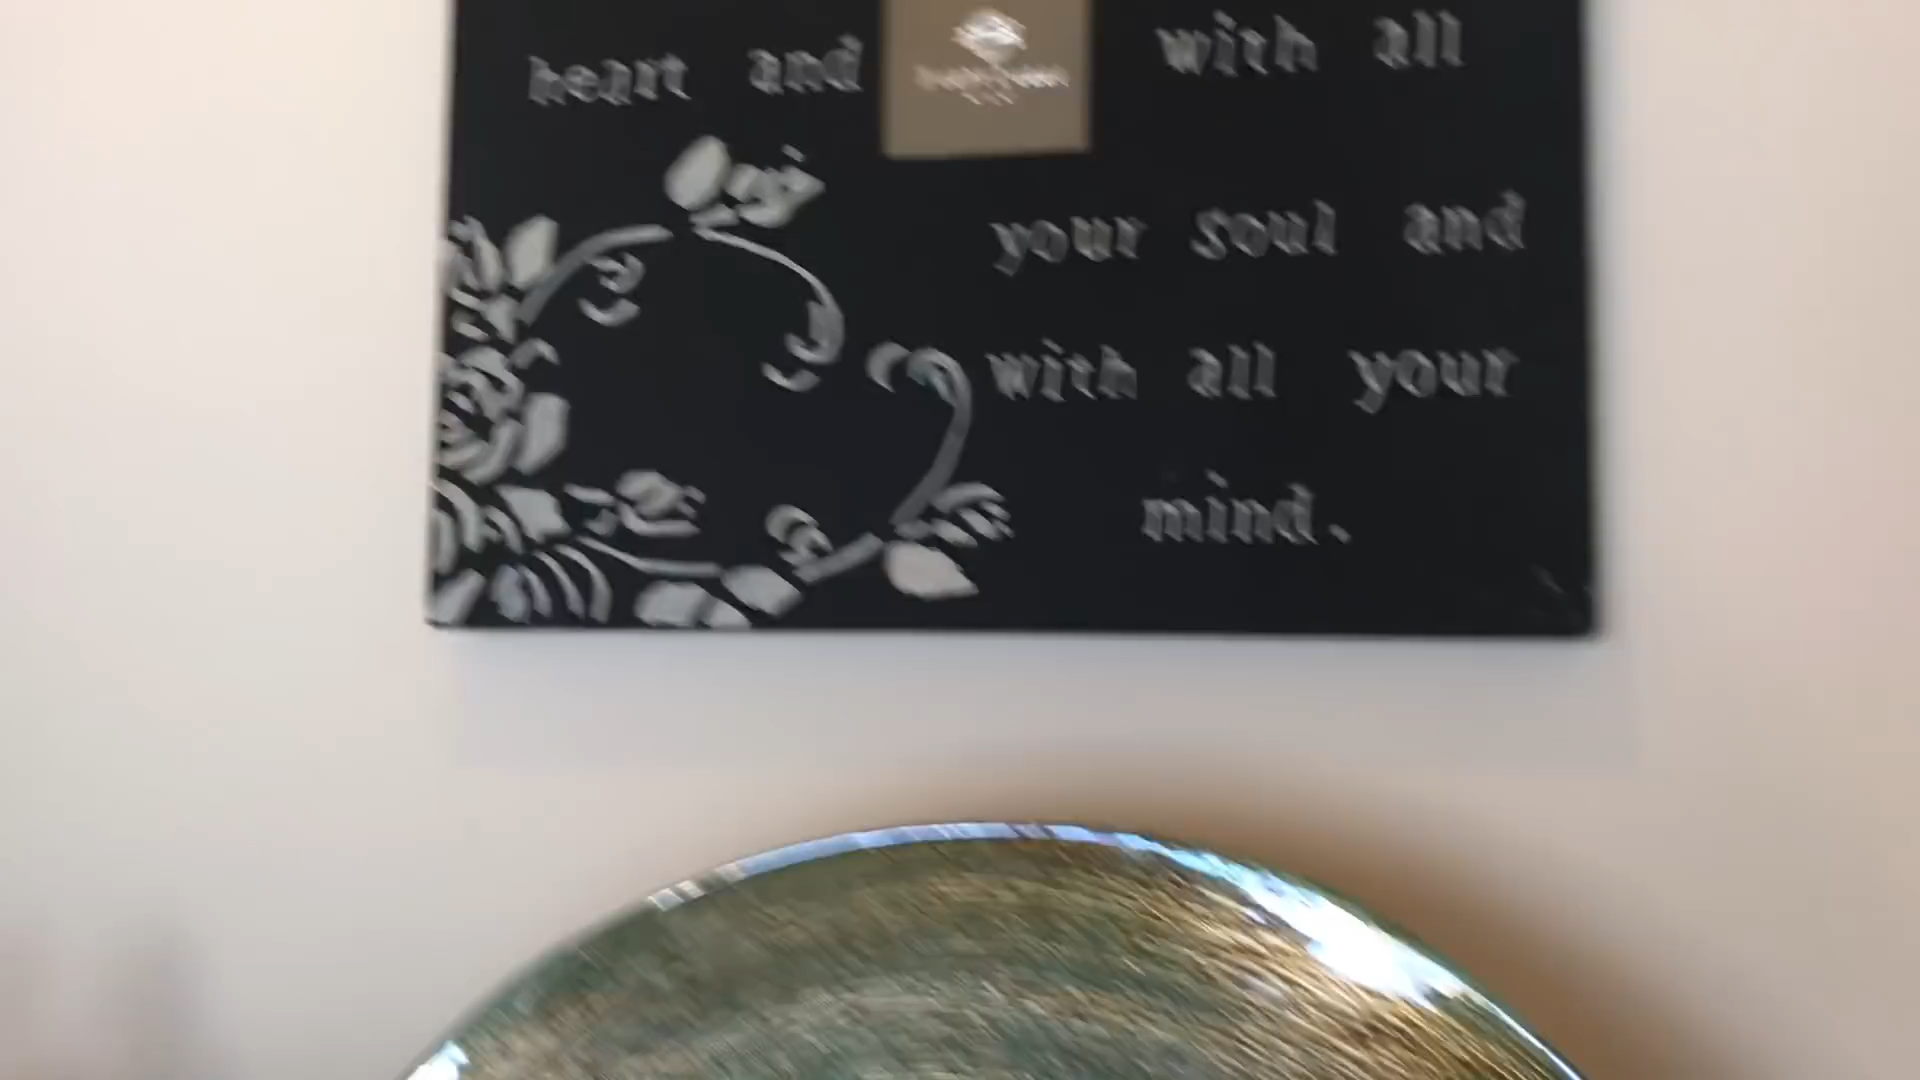 heart and with all
your soul and
with all your
mind.